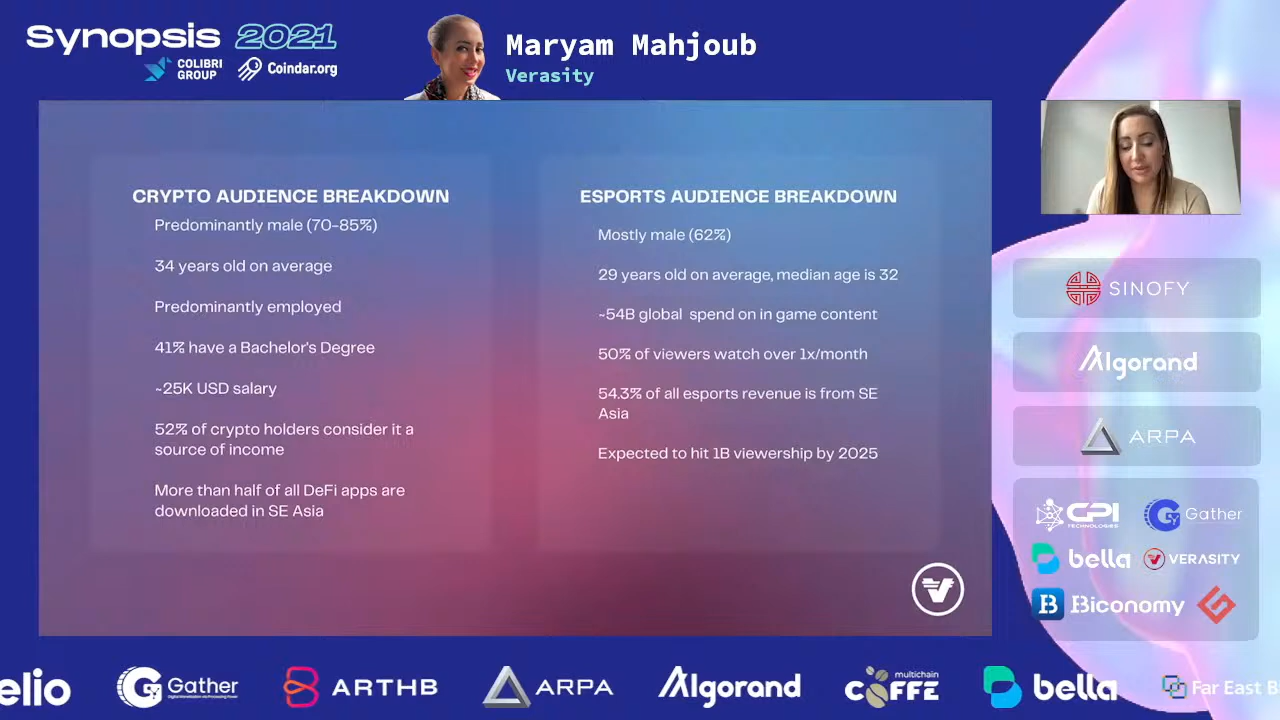 Synopsis 2021
COLIBRI GROUP
Coindar.org
Maryam Mahjoub
Verasity
CRYPTO AUDIENCE BREAKDOWN
Predominantly male (70-85%)
34 years old on average
Predominantly employed
41% have a Bachelor's Degree
~25K USD salary
52% of crypto holders consider it a
source of income
More than half of all DeFi apps are
downloaded in SE Asia
ESPORTS AUDIENCE BREAKDOWN
Mostly male (62%)
29 years old on average, median age is 32
~54B global spend on in game content
50% of viewers watch over 1x/month
54.3% of all esports revenue is from SE
Asia
Expected to hit 1B viewership by 2025
SINOFY
Algorand
ARPA
CPI
TECHNOLOGIES
Gather
bella
VERASITY
Biconomy
elio
Gather
Digital Monetization via Processing Power
ARTHB
ARPA
Algorand
multichain
COFFE
bella
Far East B